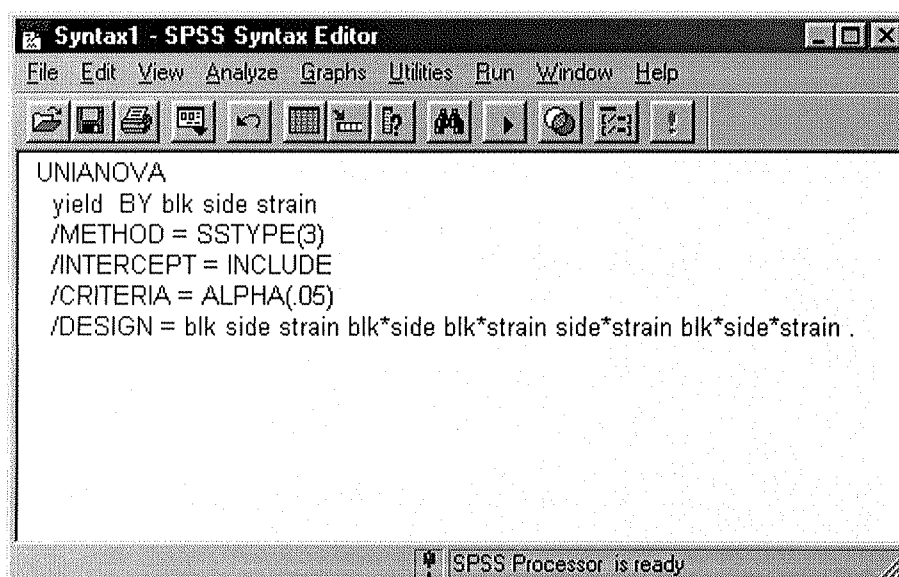 Syntax1 - SPSS Syntax Editor
File Edit View Analyze Graphs Utilities Run Window Help
UNIANOVA
yield BY blk side strain
/METHOD = SSTYPE(3)
/INTERCEPT = INCLUDE
/CRITERIA = ALPHA(.05)
/DESIGN = blk side strain blk*side blk*strain side*strain blk*side*strain .
SPSS Processor is ready